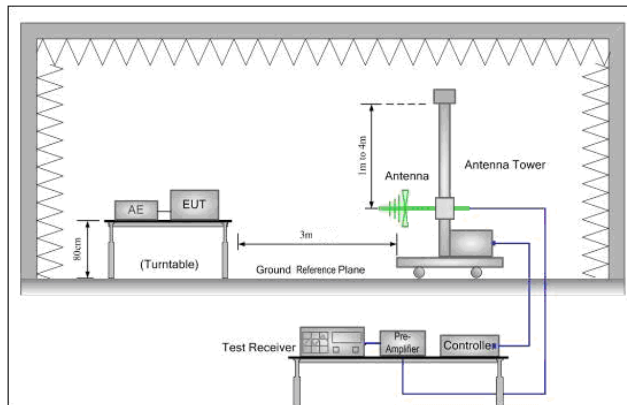 1m to 4m
Antenna
Antenna Tower
AE
EUT
3m
80cm
(Turntable)
Ground Reference Plane
Test Receiver
Pre-
Amplifier
Controller